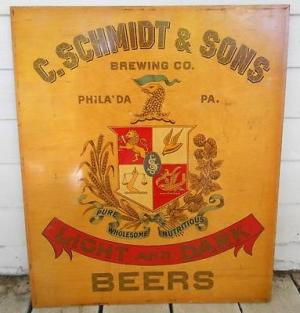 C. SCHMIDT & SONS
BREWING CO.
PHILA'DA PA.
PURE WHOLESOME NUTRITIOUS
LIGHT AND DARK
BEERS